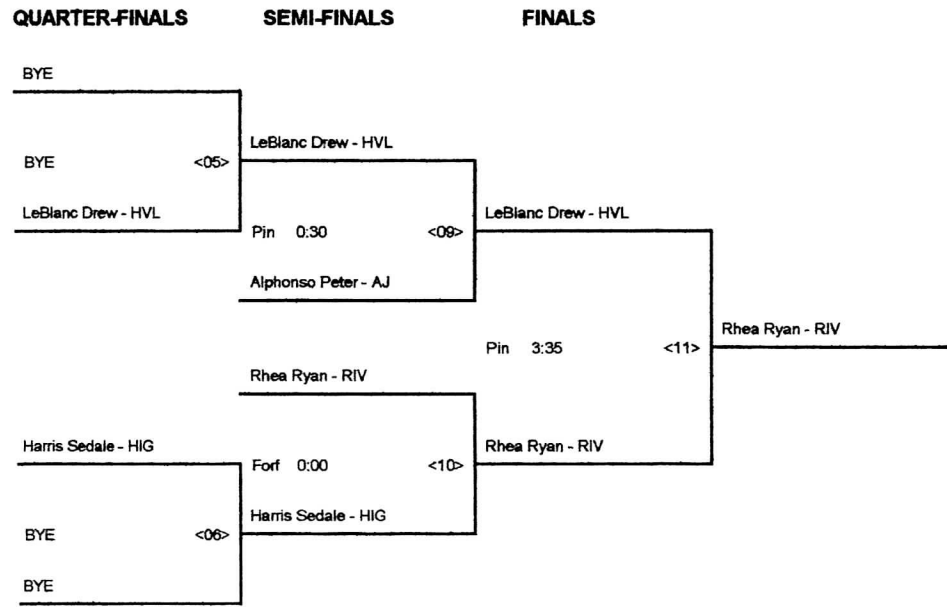 QUARTER-FINALS SEMI-FINALS FINALS
BYE
BYE <05>
LeBlanc Drew - HVL
LeBlanc Drew - HVL
Pin 0:30 <09>
Alphonso Peter - AJ
LeBlanc Drew - HVL
Pin 3:35 <11>
Rhea Ryan - RIV
Rhea Ryan - RIV
Harris Sedale - HIG
Forf 0:00 <10>
Rhea Ryan - RIV
Harris Sedale - HIG
BYE <06>
BYE